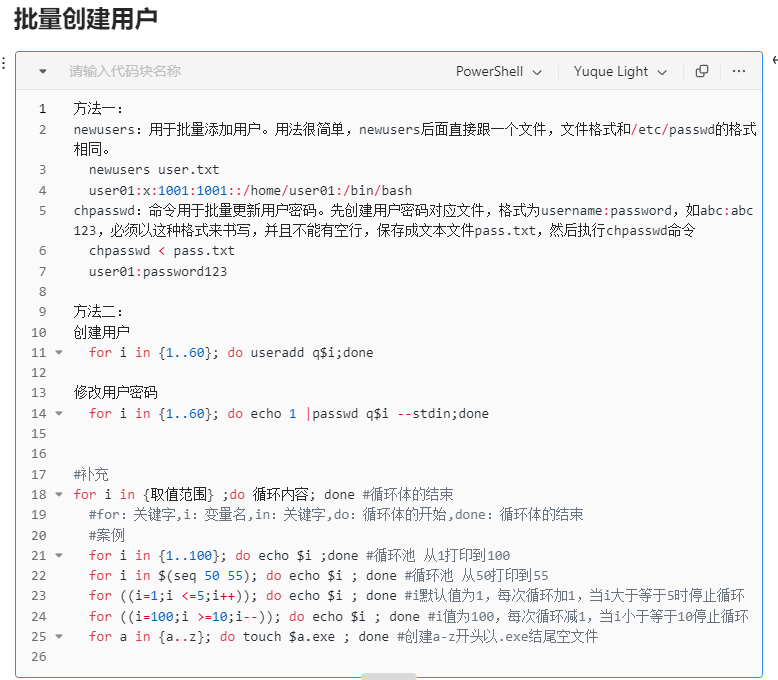 批量创建用户
请输入代码块名称
PowerShell
Yuque Light
1 方法一:
2 newusers：用于批量添加用户。用法很简单，newusers后面直接跟一个文件，文件格式和/etc/passwd的格式
相同。
3 newusers user.txt
4 user01:x:1001:1001::/home/user01:/bin/bash
5 chpasswd：命令用于批量更新用户密码。先创建用户密码对应文件，格式为username:password，如abc:abc
123，必须以这种格式来书写，并且不能有空行，保存成文本文件pass.txt，然后执行chpasswd命令
6 chpasswd < pass.txt
7 user01:password123
8
9 方法二：
10 创建用户
11 for i in {1..60}; do useradd q$i;done
12
13 修改用户密码
14 for i in {1..60}; do echo 1 |passwd q$i --stdin;done
15
16
17 #补充
18 for i in {取值范围} ;do 循环内容; done #循环体的结束
19 #for：关键字,i：变量名,in：关键字,do：循环体的开始,done：循环体的结束
20 #案例
21 for i in {1..100}; do echo $i ;done #循环池 从1打印到100
22 for i in $(seq 50 55); do echo $i ; done #循环池 从50打印到55
23 for ((i=1;i <=5;i++)); do echo $i ; done #i默认值为1，每次循环加1，当i大于等于5时停止循环
24 for ((i=100;i >=10;i--)); do echo $i ; done #i值为100，每次循环减1，当i小于等于10停止循环
25 for a in {a..z}; do touch $a.exe ; done #创建a-z开头以.exe结尾空文件
26